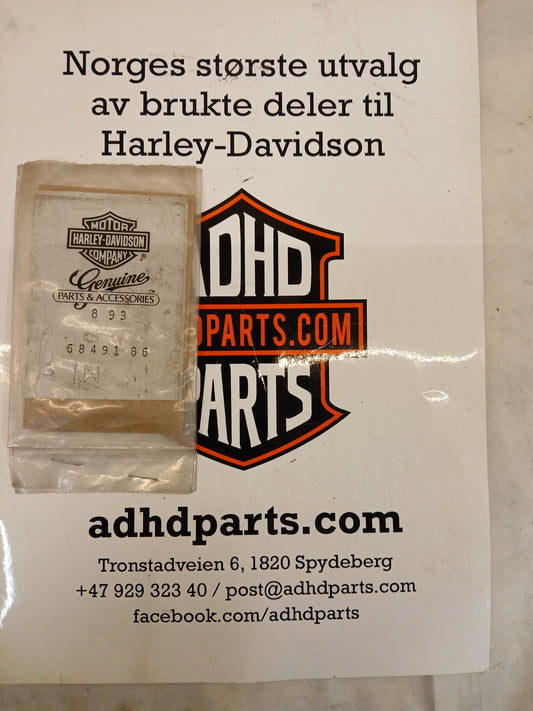 Norges største utvalg
av brukte deler til
Harley-Davidson
MOTOR
HARLEY-DAVIDSON
COMPANY
®
Genuine
PARTS & ACCESSORIES™
8 93
68491 86
ADHD
PARTS.COM
PARTS
adhdparts.com
Tronstadveien 6, 1820 Spydeberg
+47 929 323 40 / post@adhdparts.com
facebook.com/adhdparts